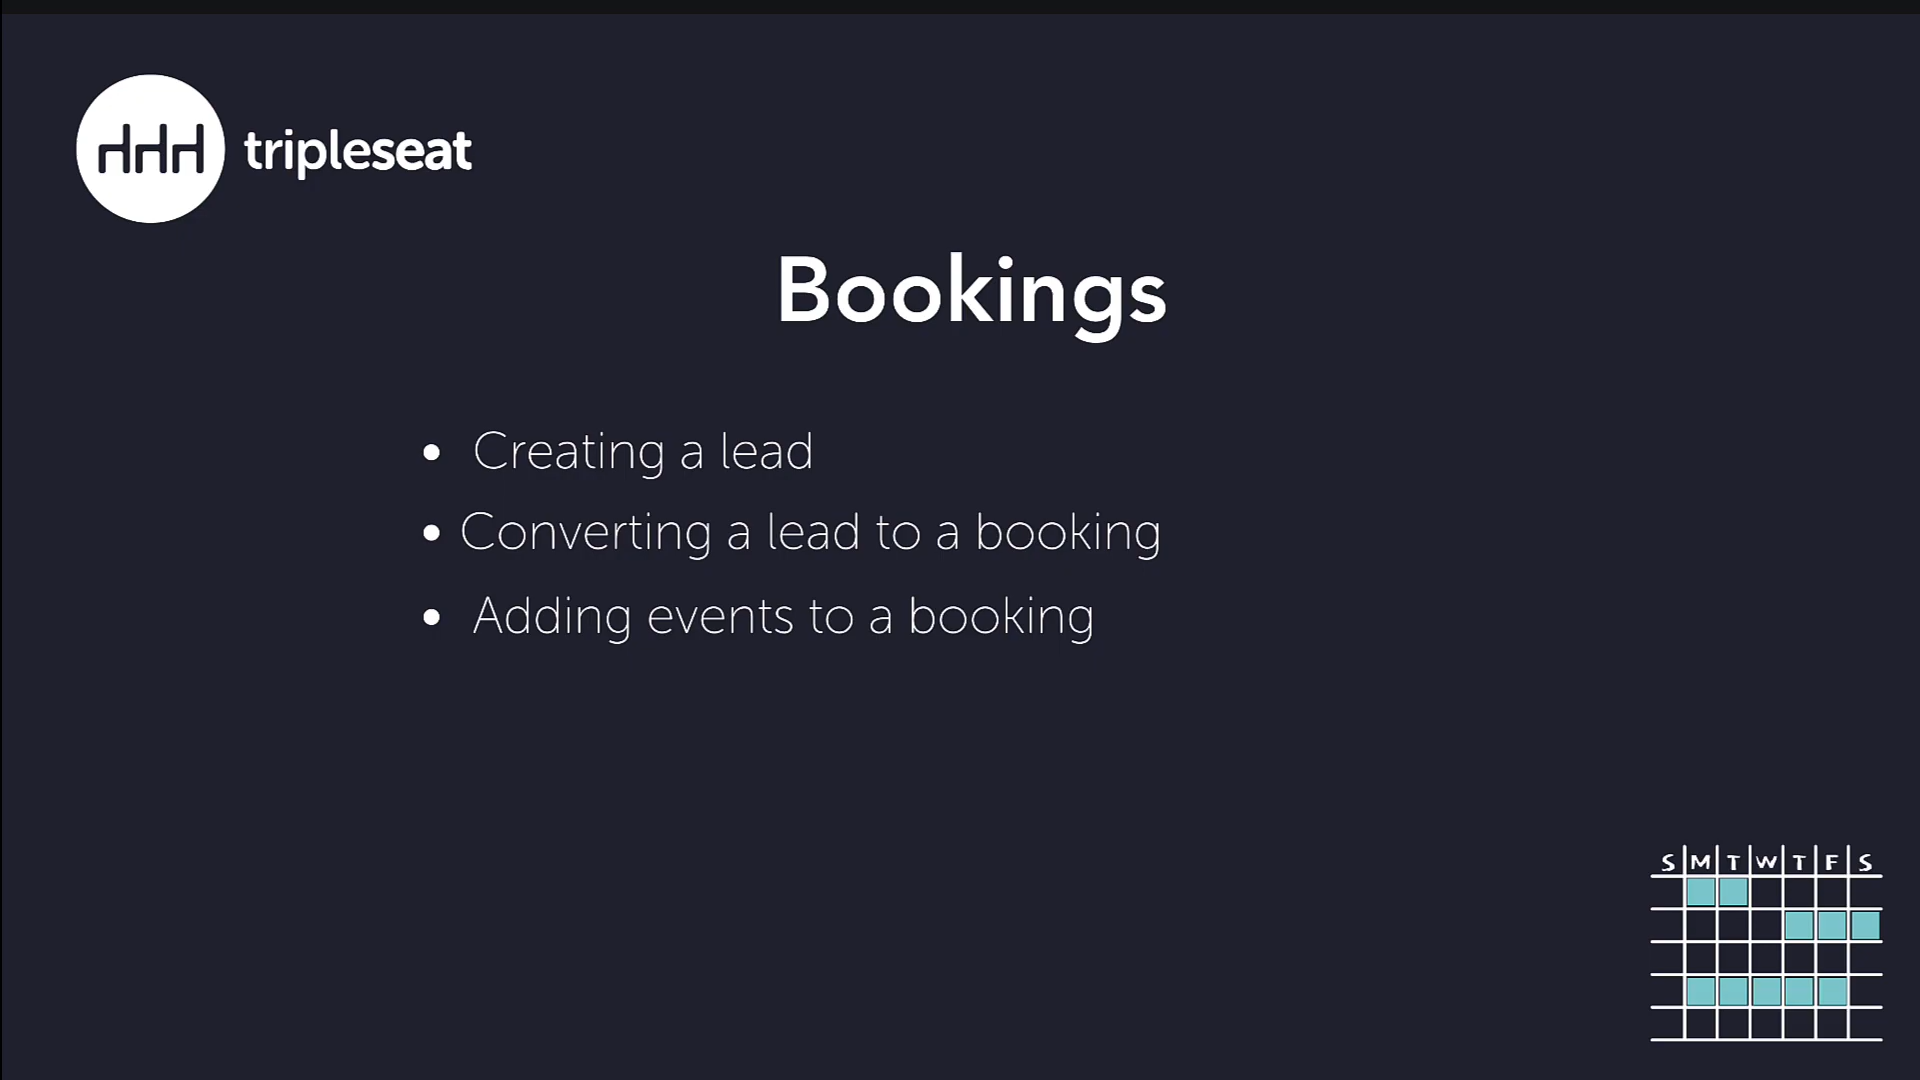 tripleseat
Bookings
• Creating a lead
• Converting a lead to a booking
• Adding events to a booking
S M T W T F S